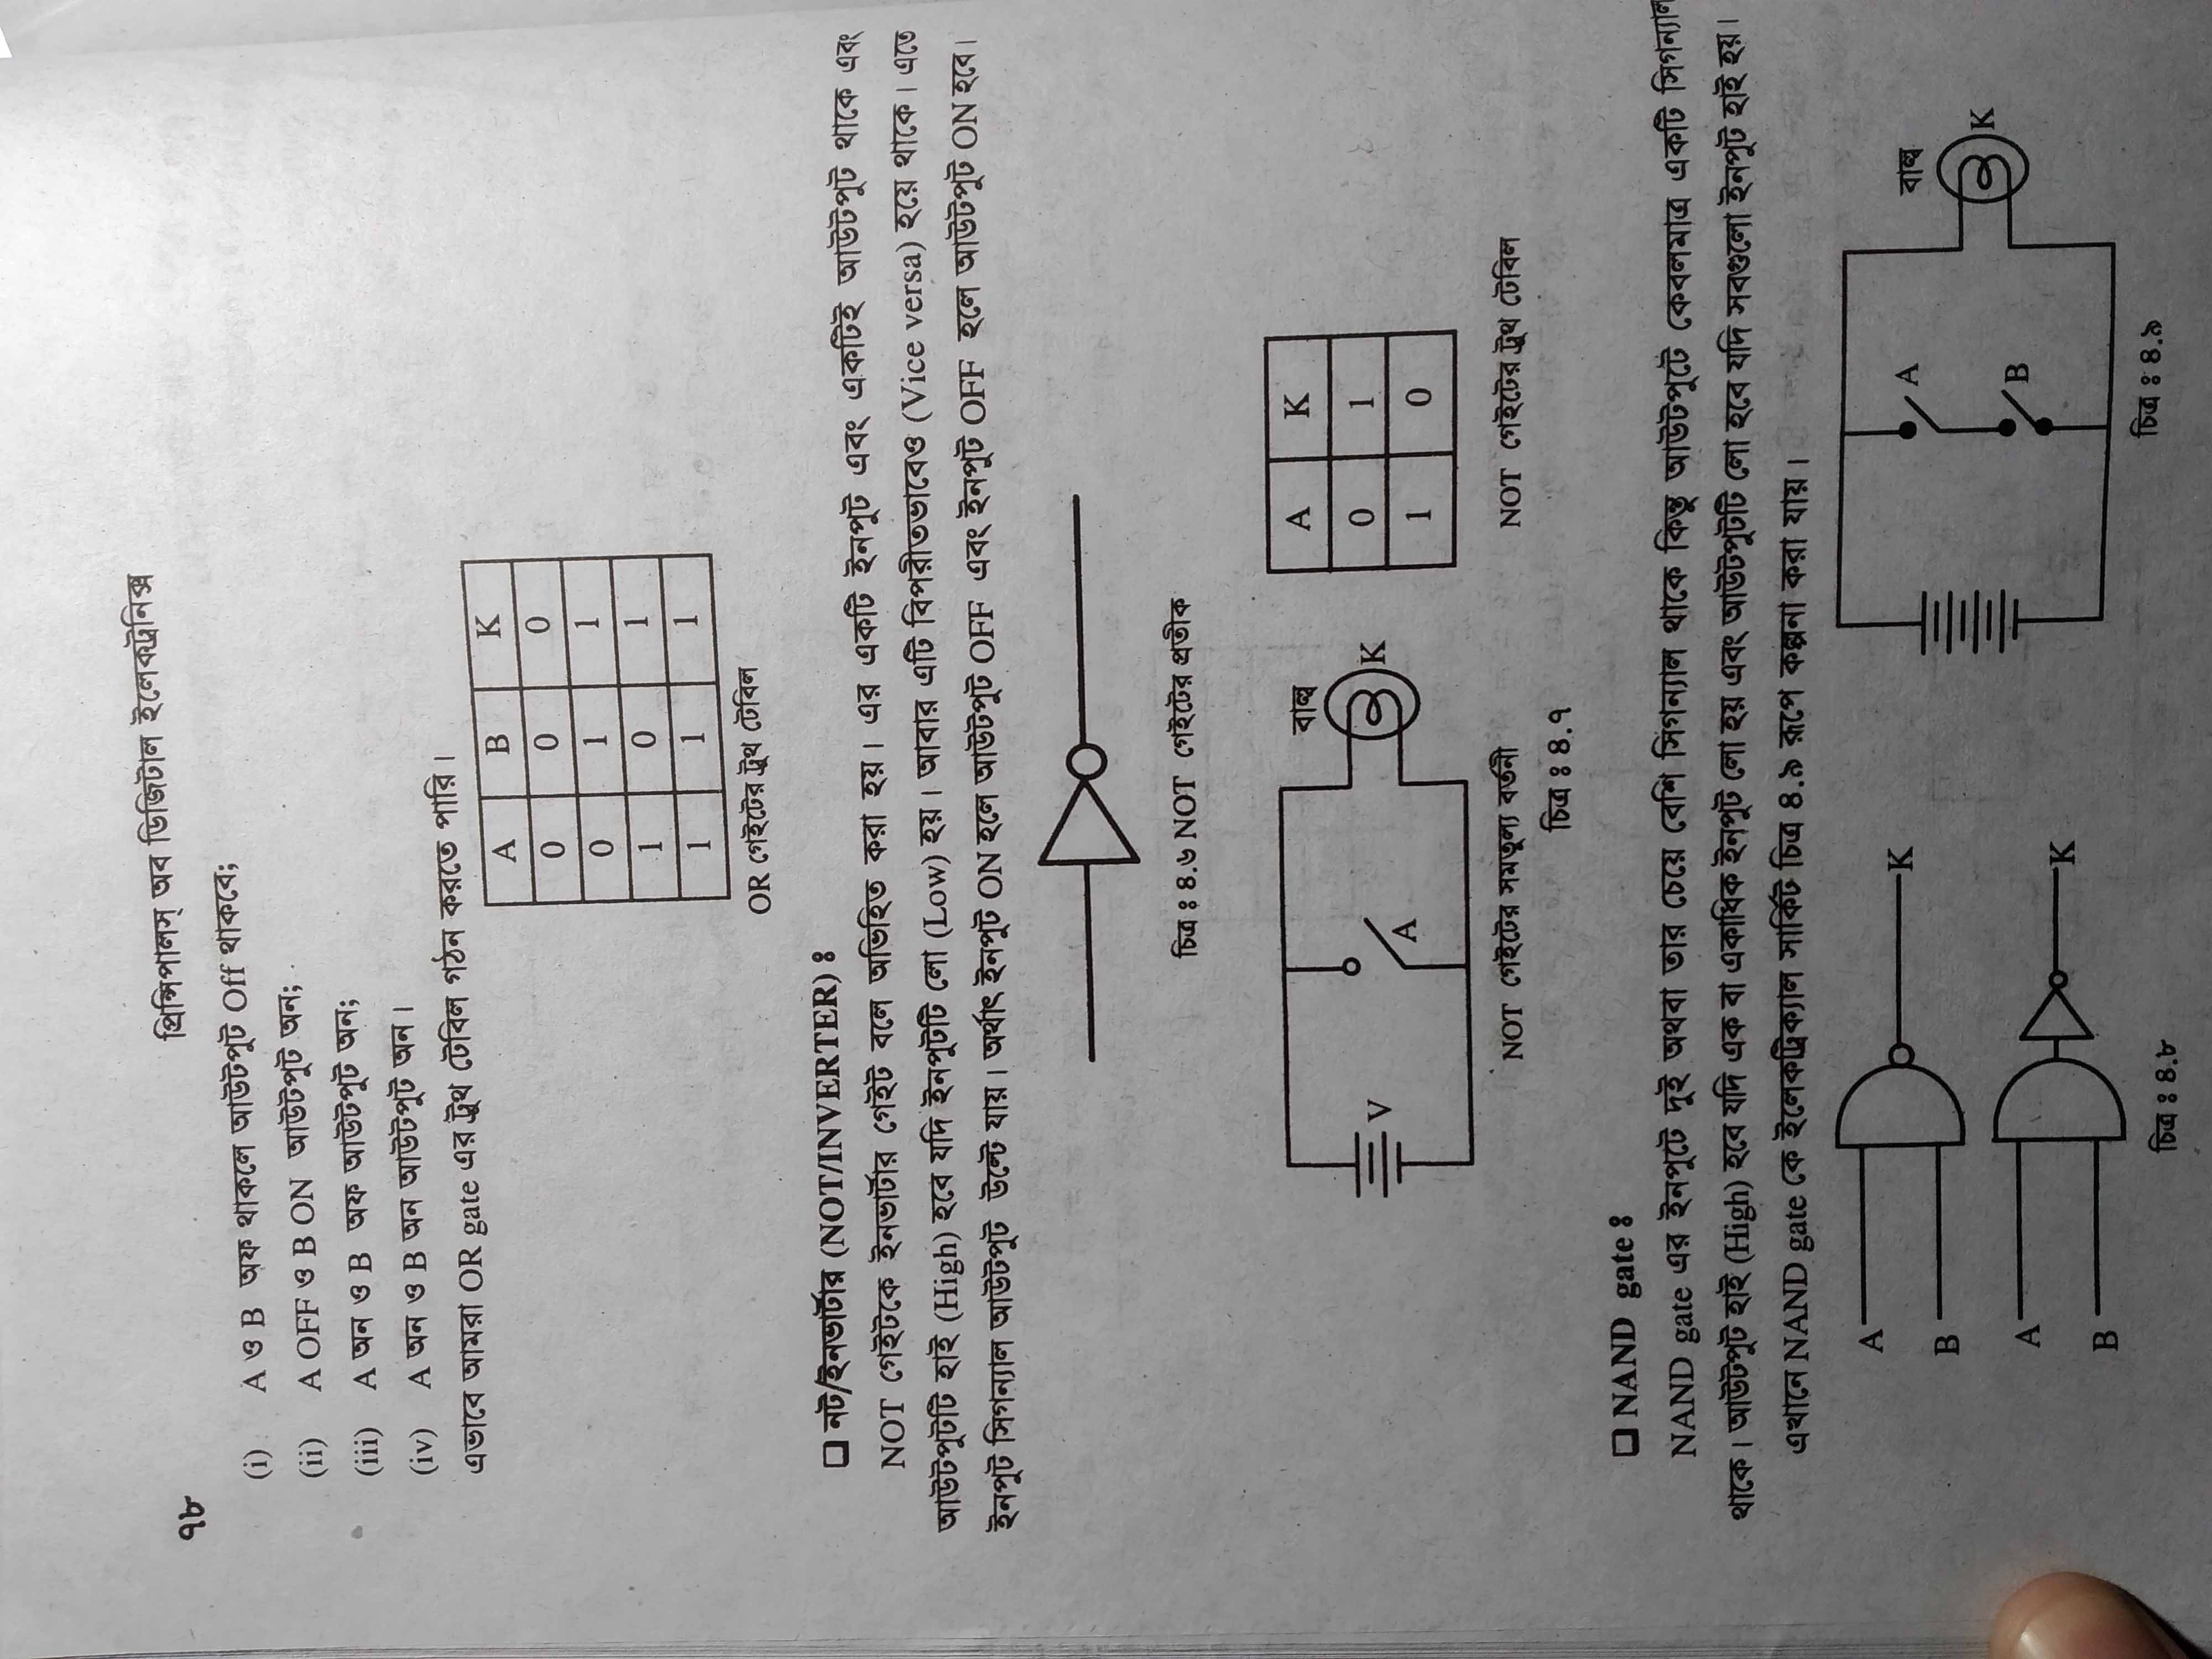 ৭৮
প্রিন্সিপালস্ অব ডিজিটাল ইলেকট্রনিক্স
(i) A ও B অফ থাকলে আউটপুট Off থাকবে;
(ii) A OFF ও B ON আউটপুট অন;
(iii) A অন ও B অফ আউটপুট অন;
(iv) A অন ও B অন আউটপুট অন।
এভাবে আমরা OR gate এর ট্রুথ টেবিল গঠন করতে পারি।
A B K
0 0 0
0 1 1
1 0 1
1 1 1
OR গেইটের ট্রুথ টেবিল
❑ নট/ইনভার্টার (NOT/INVERTER) ঃ
NOT গেইটকে ইনভার্টার গেইট বলে অভিহিত করা হয়। এর একটি ইনপুট এবং একটিই আউটপুট থাকে এবং
আউটপুটটি হাই (High) হবে যদি ইনপুটটি লো (Low) হয়। আবার এটি বিপরীতভাবেও (Vice versa) হয়ে থাকে। এতে
ইনপুট সিগন্যাল আউটপুট উল্টে যায়। অর্থাৎ ইনপুট ON হলে আউটপুট OFF এবং ইনপুট OFF হলে আউটপুট ON হবে।
চিত্র ঃ ৪.৬ NOT গেইটের প্রতীক
বাল্ব
V
A
K
A K
0 1
1 0
NOT গেইটের সমতুল্য বর্তনী
NOT গেইটের ট্রুথ টেবিল
চিত্র ঃ ৪.৭
❑ NAND gate ঃ
NAND gate এর ইনপুটে দুই অথবা তার চেয়ে বেশি সিগন্যাল থাকে কিন্তু আউটপুটে কেবলমাত্র একটি সিগন্যাল
থাকে। আউটপুট হাই (High) হবে যদি এক বা একাধিক ইনপুট লো হয় এবং আউটপুটটি লো হবে যদি সবগুলো ইনপুট হাই হয়।
এখানে NAND gate কে ইলেকট্রিক্যাল সার্কিট চিত্র ৪.৯ রূপে কল্পনা করা যায়।
A
B
K
A
B
K
চিত্র ঃ ৪.৮
A
B
বাল্ব
K
চিত্র ঃ ৪.৯